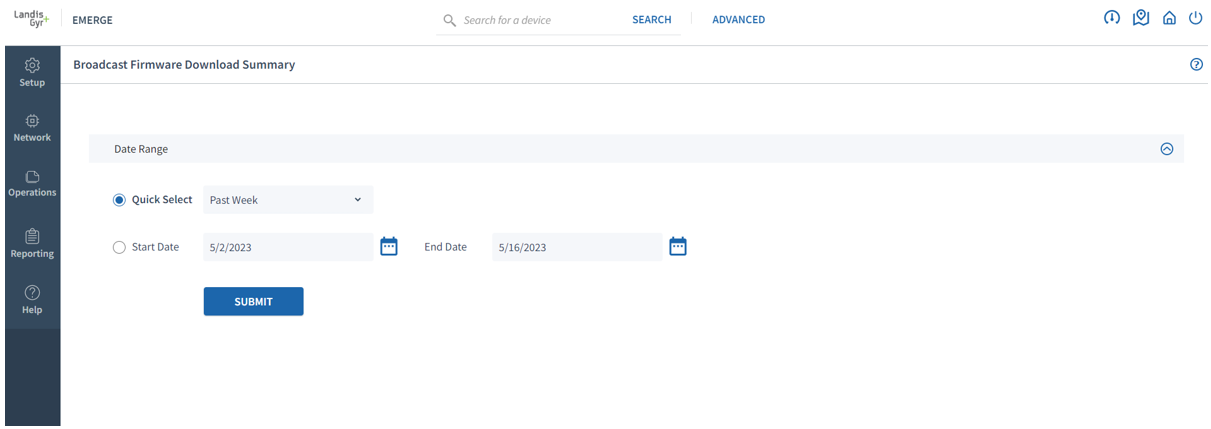 Landis+
Gyr
EMERGE
Search for a device
SEARCH
ADVANCED
Setup
Network
Operations
Reporting
Help
Broadcast Firmware Download Summary
?
Date Range
Quick Select
Past Week
Start Date
5/2/2023
End Date
5/16/2023
SUBMIT